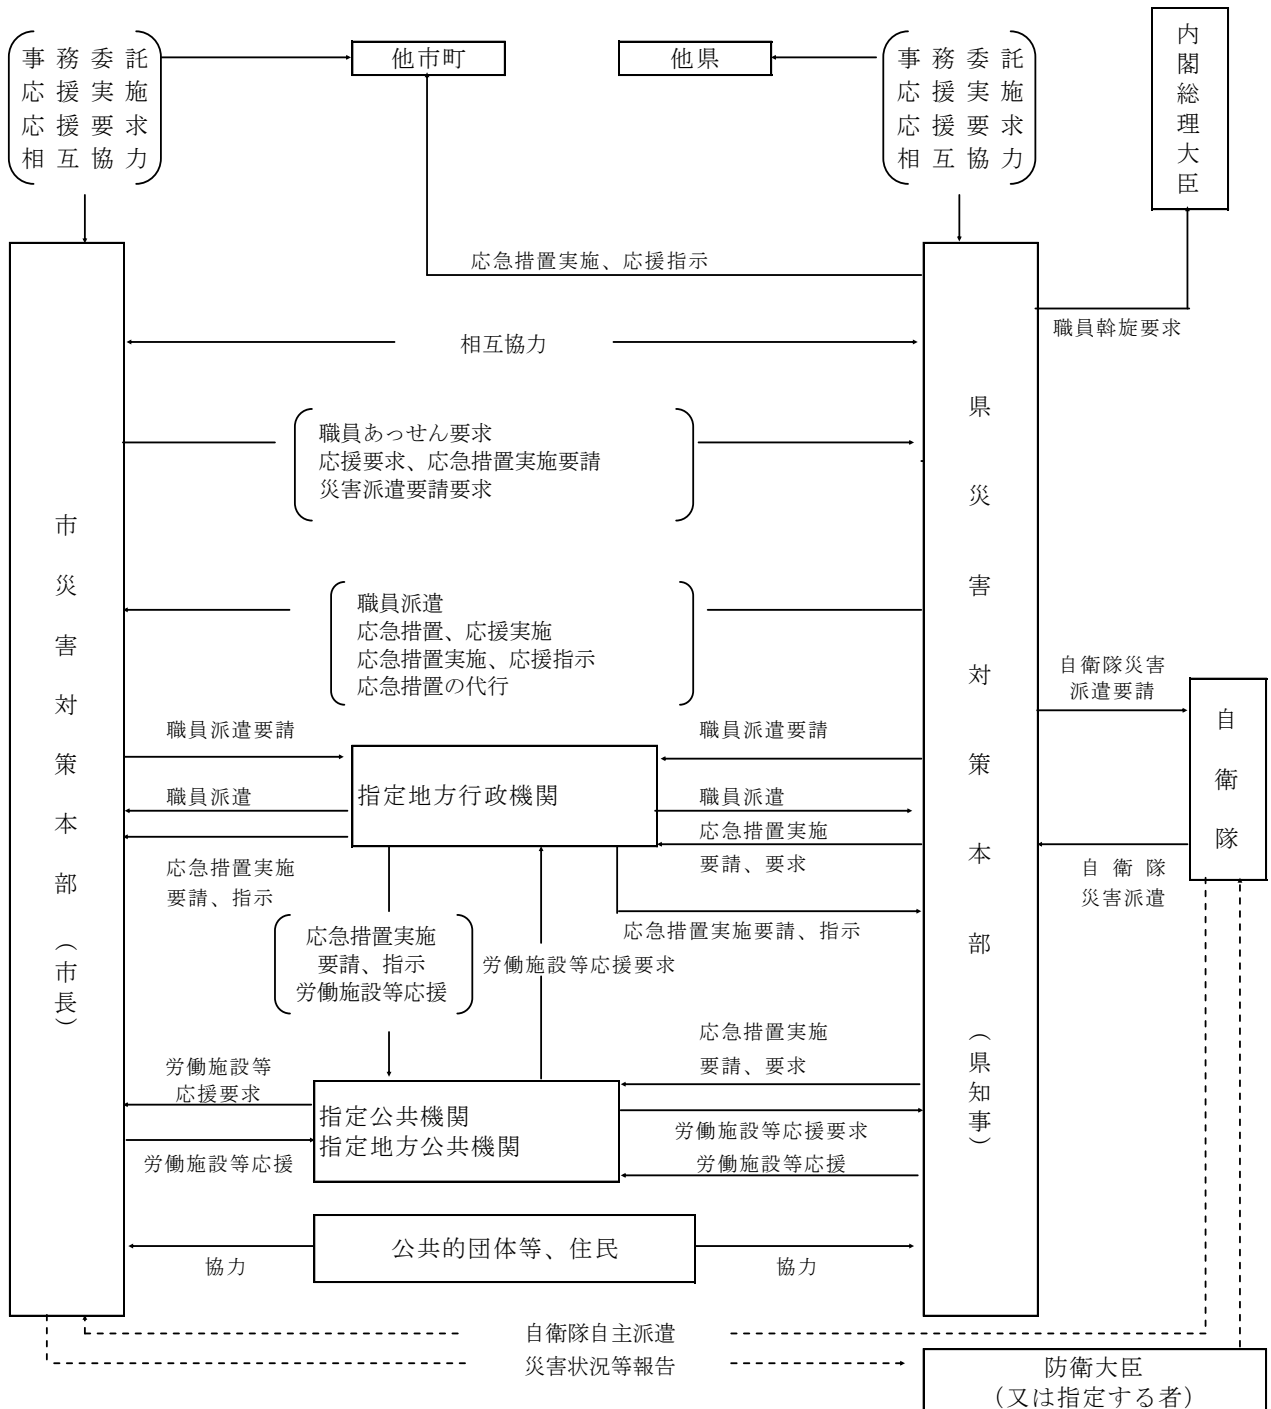 事務委託
応援実施
応援要求
相互協力
他市町
他県
事務委託
応援実施
応援要求
相互協力
内閣総理大臣
応急措置実施、応援指示
職員斡旋要求
相互協力
職員あっせん要求
応援要求、応急措置実施要請
災害派遣要請要求
市災害対策本部（市長）
県災害対策本部（県知事）
職員派遣
応急措置、応援実施
応急措置実施、応援指示
応急措置の代行
自衛隊災害
派遣要請
自衛隊
職員派遣要請
職員派遣要請
指定地方行政機関
職員派遣
職員派遣
応急措置実施
要請、要求
応急措置実施
要請、指示
自衛隊
災害派遣
応急措置実施
要請、指示
労働施設等応援
応急措置実施要請、指示
労働施設等応援要求
応急措置実施
要請、要求
労働施設等
応援要求
指定公共機関
指定地方公共機関
労働施設等応援要求
労働施設等応援
労働施設等応援
公共的団体等、住民
協力
協力
自衛隊自主派遣
災害状況等報告
防衛大臣
（又は指定する者）